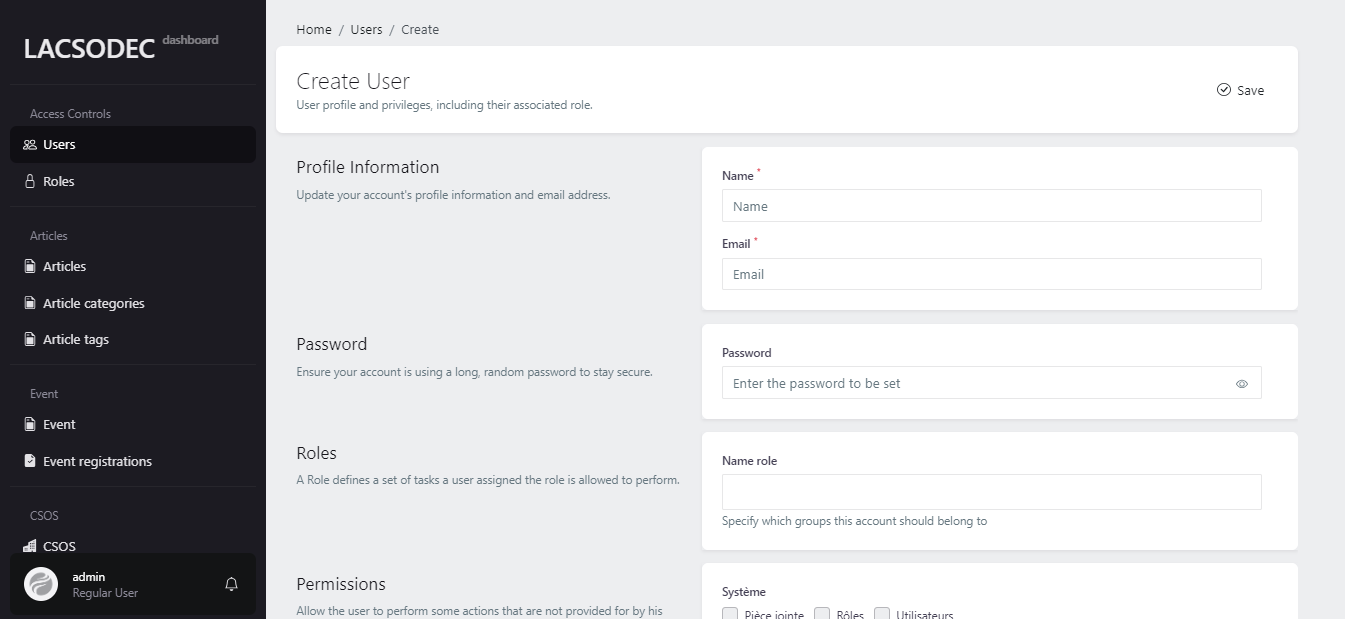 LACSODEC dashboard
Access Controls
Users
Roles
Articles
Articles
Article categories
Article tags
Event
Event
Event registrations
CSOS
CSOS
admin
Regular User
Home / Users / Create
Create User
User profile and privileges, including their associated role.
Save
Profile Information
Update your account's profile information and email address.
Name *
Name
Email *
Email
Password
Ensure your account is using a long, random password to stay secure.
Password
Enter the password to be set
Roles
A Role defines a set of tasks a user assigned the role is allowed to perform.
Name role
Specify which groups this account should belong to
Permissions
Allow the user to perform some actions that are not provided for by his
Système
Pièce jointe Rôles Utilisateurs